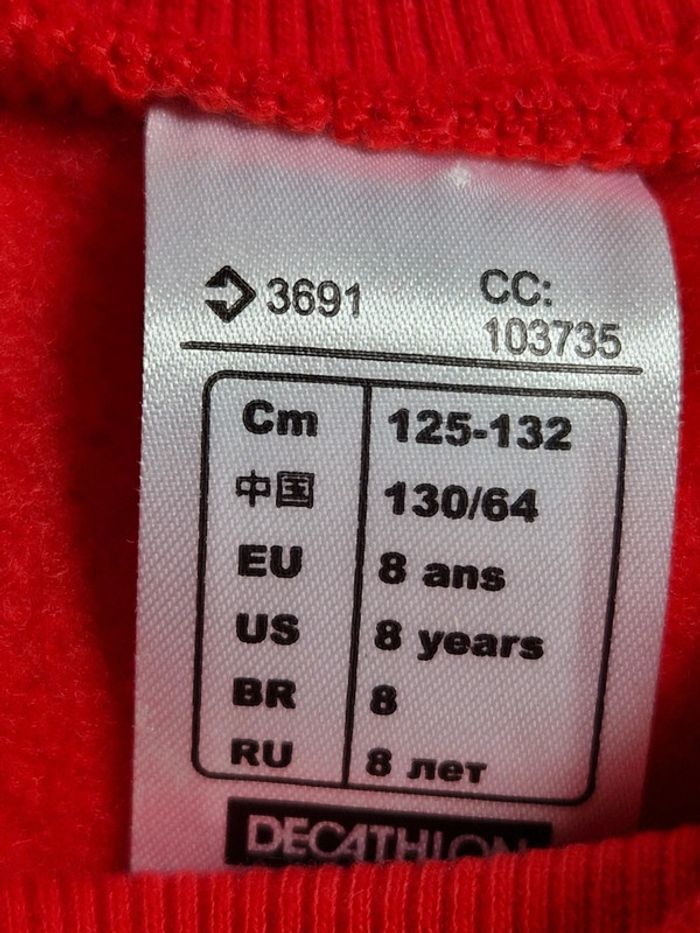 3691 CC:
103735
Cm 125-132
中国 130/64
EU 8 ans
US 8 years
BR 8
RU 8 лет
DECATHLON